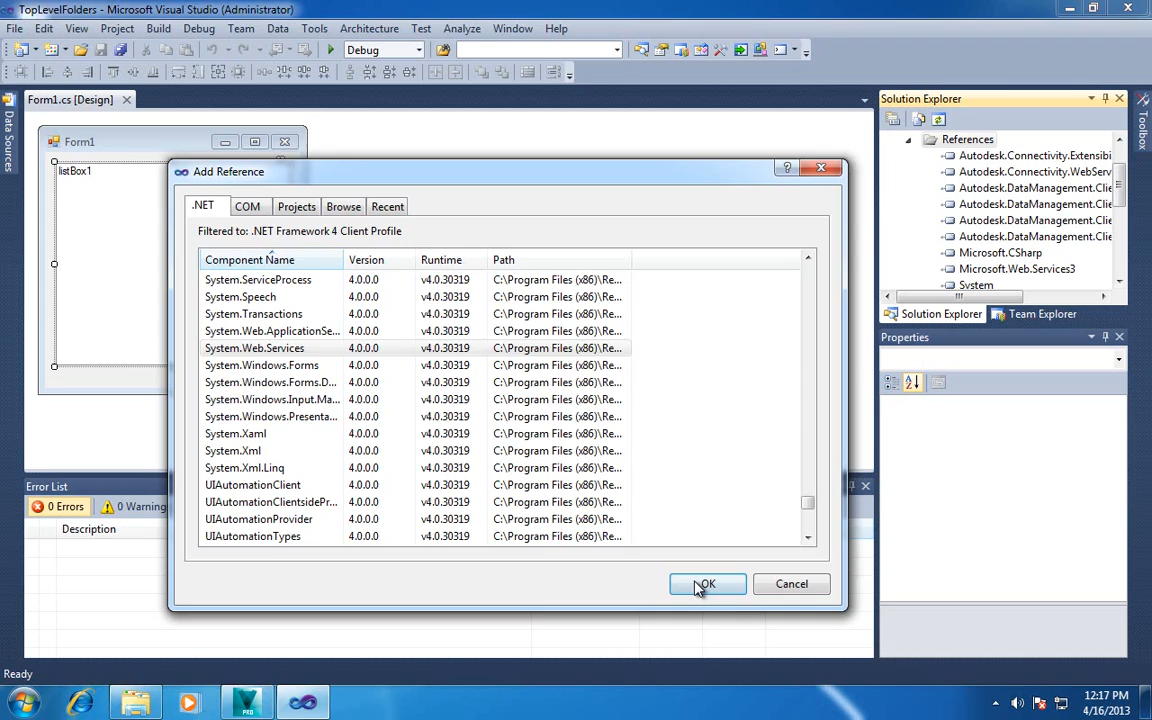 TopLevelFolders - Microsoft Visual Studio (Administrator)
File Edit View Project Build Debug Team Data Tools Architecture Test Analyze Window Help
Debug
Form1.cs [Design]
Solution Explorer
Data Sources
Toolbox
Form1
listBox1
References
Autodesk.Connectivity.Extensibi
Autodesk.Connectivity.WebServ
Autodesk.DataManagement.Clie
Autodesk.DataManagement.Clie
Autodesk.DataManagement.Clie
Autodesk.DataManagement.Clie
Microsoft.CSharp
Microsoft.Web.Services3
System
Solution Explorer Team Explorer
Properties
Add Reference
.NET COM Projects Browse Recent
Filtered to: .NET Framework 4 Client Profile
Component Name Version Runtime Path
System.ServiceProcess 4.0.0.0 v4.0.30319 C:\Program Files (x86)\Re...
System.Speech 4.0.0.0 v4.0.30319 C:\Program Files (x86)\Re...
System.Transactions 4.0.0.0 v4.0.30319 C:\Program Files (x86)\Re...
System.Web.ApplicationSe... 4.0.0.0 v4.0.30319 C:\Program Files (x86)\Re...
System.Web.Services 4.0.0.0 v4.0.30319 C:\Program Files (x86)\Re...
System.Windows.Forms 4.0.0.0 v4.0.30319 C:\Program Files (x86)\Re...
System.Windows.Forms.D... 4.0.0.0 v4.0.30319 C:\Program Files (x86)\Re...
System.Windows.Input.Ma... 4.0.0.0 v4.0.30319 C:\Program Files (x86)\Re...
System.Windows.Presenta... 4.0.0.0 v4.0.30319 C:\Program Files (x86)\Re...
System.Xaml 4.0.0.0 v4.0.30319 C:\Program Files (x86)\Re...
System.Xml 4.0.0.0 v4.0.30319 C:\Program Files (x86)\Re...
System.Xml.Linq 4.0.0.0 v4.0.30319 C:\Program Files (x86)\Re...
UIAutomationClient 4.0.0.0 v4.0.30319 C:\Program Files (x86)\Re...
UIAutomationClientsidePr... 4.0.0.0 v4.0.30319 C:\Program Files (x86)\Re...
UIAutomationProvider 4.0.0.0 v4.0.30319 C:\Program Files (x86)\Re...
UIAutomationTypes 4.0.0.0 v4.0.30319 C:\Program Files (x86)\Re...
OK Cancel
Error List
0 Errors 0 Warning
Description
Ready
PRO
12:17 PM
4/16/2013